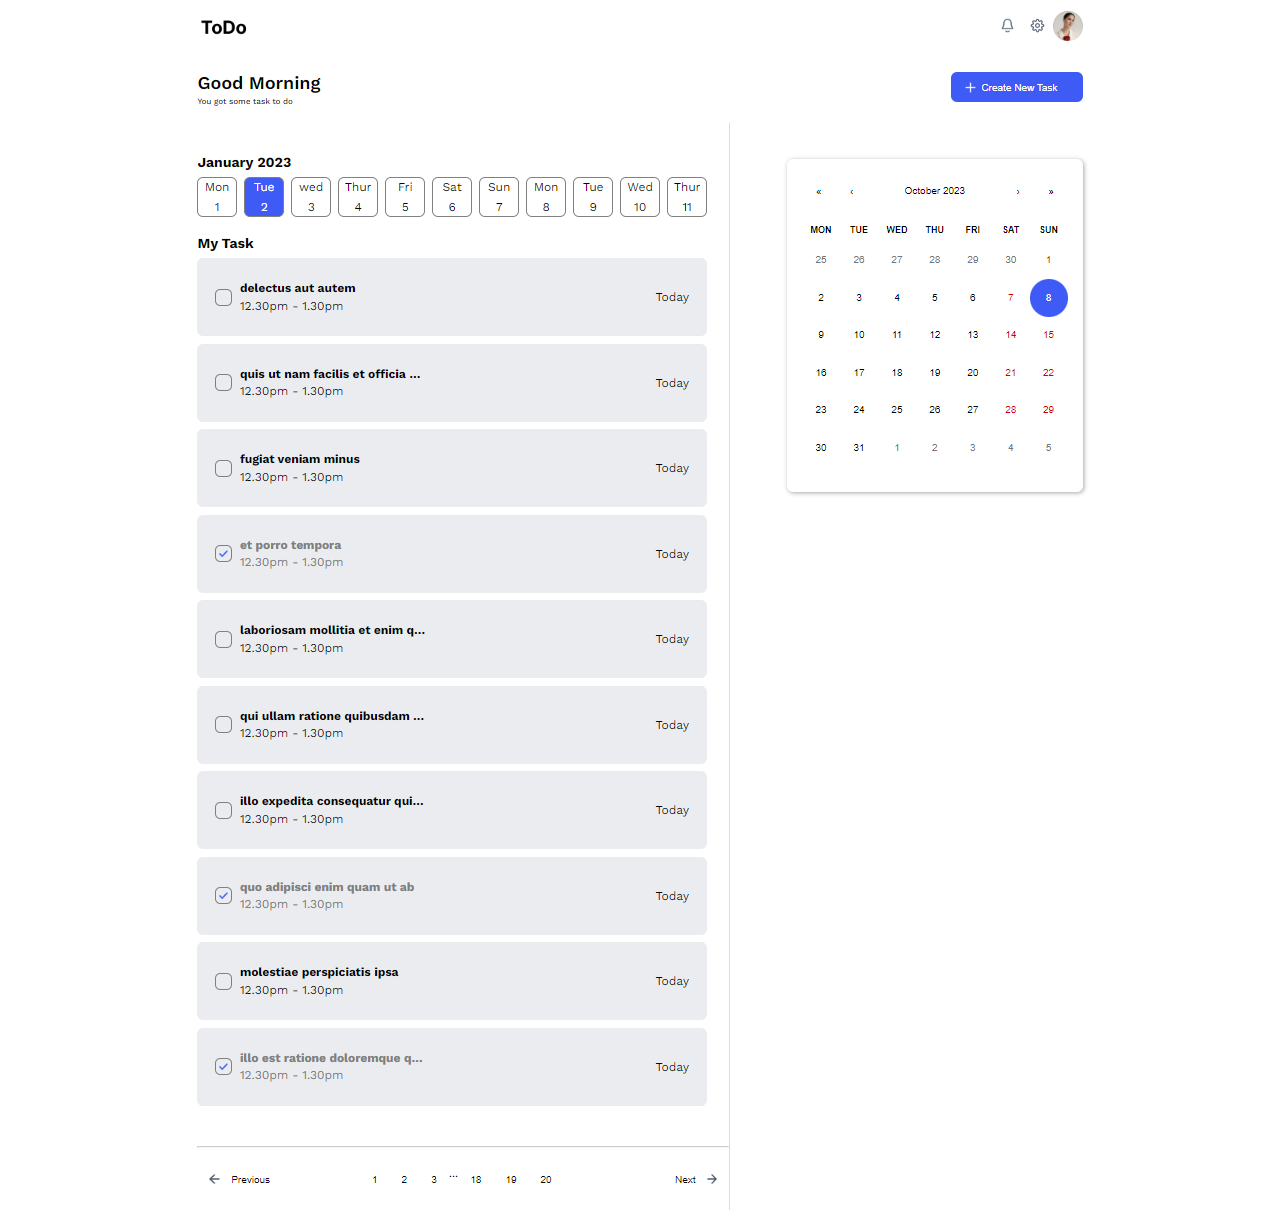 ToDo
Good Morning
You got some task to do
Create New Task
January 2023
Mon Tue wed Thur Fri Sat Sun Mon Tue Wed Thur
1 2 3 4 5 6 7 8 9 10 11
My Task
delectus aut autem
12.30pm - 1.30pm
Today
quis ut nam facilis et officia ...
12.30pm - 1.30pm
Today
fugiat veniam minus
12.30pm - 1.30pm
Today
et porro tempora
12.30pm - 1.30pm
Today
laboriosam mollitia et enim q...
12.30pm - 1.30pm
Today
qui ullam ratione quibusdam ...
12.30pm - 1.30pm
Today
illo expedita consequatur qui...
12.30pm - 1.30pm
Today
quo adipisci enim quam ut ab
12.30pm - 1.30pm
Today
molestiae perspiciatis ipsa
12.30pm - 1.30pm
Today
illo est ratione doloremque q...
12.30pm - 1.30pm
Today
Previous 1 2 3 ... 18 19 20 Next
« ‹ October 2023 › »
MON TUE WED THU FRI SAT SUN
25 26 27 28 29 30 1
2 3 4 5 6 7 8
9 10 11 12 13 14 15
16 17 18 19 20 21 22
23 24 25 26 27 28 29
30 31 1 2 3 4 5